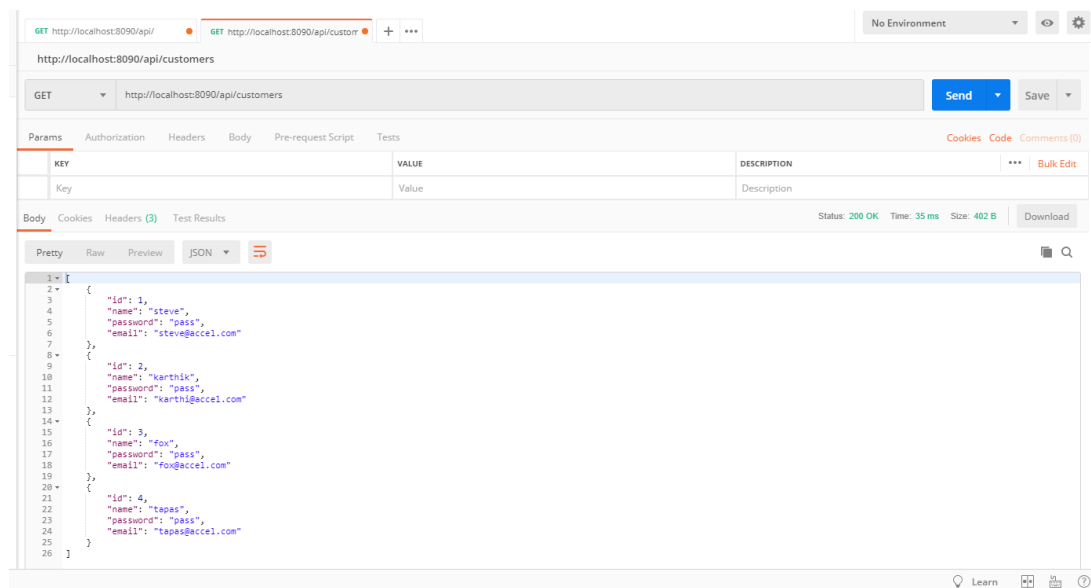 GET http://localhost:8090/api/ GET http://localhost:8090/api/custom + ••• No Environment
http://localhost:8090/api/customers
GET http://localhost:8090/api/customers Send Save
Params Authorization Headers Body Pre-request Script Tests Cookies Code Comments (0)
KEY VALUE DESCRIPTION ••• Bulk Edit
Key Value Description
Body Cookies Headers (3) Test Results Status: 200 OK Time: 35 ms Size: 402 B Download
Pretty Raw Preview JSON
1 [
2 {
3 "id": 1,
4 "name": "steve",
5 "password": "pass",
6 "email": "steve@accel.com"
7 },
8 {
9 "id": 2,
10 "name": "karthik",
11 "password": "pass",
12 "email": "karthi@accel.com"
13 },
14 {
15 "id": 3,
16 "name": "fox",
17 "password": "pass",
18 "email": "fox@accel.com"
19 },
20 {
21 "id": 4,
22 "name": "tapas",
23 "password": "pass",
24 "email": "tapas@accel.com"
25 }
26 ]
Learn